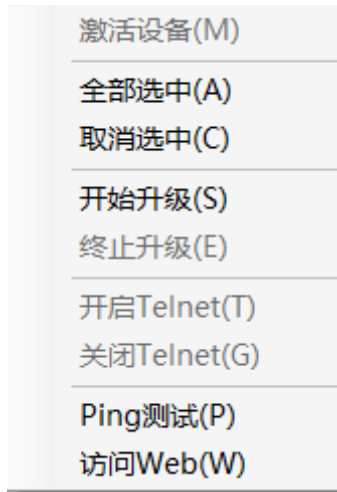 激活设备(M)
全部选中(A)
取消选中(C)
开始升级(S)
终止升级(E)
开启Telnet(T)
关闭Telnet(G)
Ping测试(P)
访问Web(W)